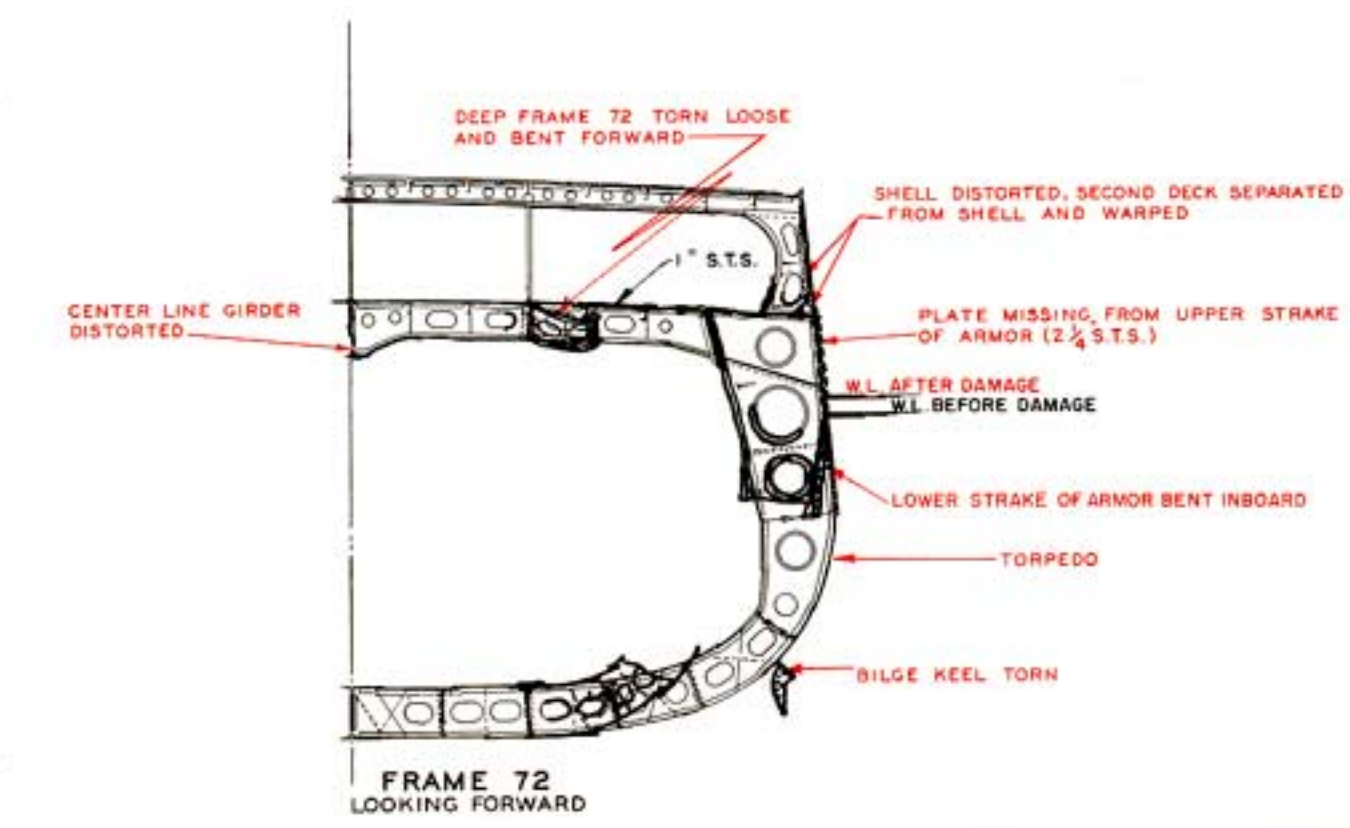 DEEP FRAME 72 TORN LOOSE
AND BENT FORWARD
SHELL DISTORTED, SECOND DECK SEPARATED
FROM SHELL AND WARPED
1" S.T.S.
CENTER LINE GIRDER
DISTORTED
PLATE MISSING, FROM UPPER STRAKE
OF ARMOR (2 1/4 S.T.S.)
W.L. AFTER DAMAGE
W.L. BEFORE DAMAGE
LOWER STRAKE OF ARMOR BENT INBOARD
TORPEDO
BILGE KEEL TORN
FRAME 72
LOOKING FORWARD